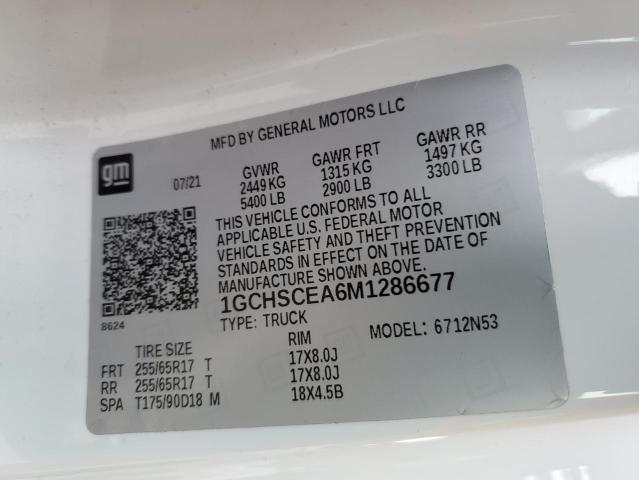 MFD BY GENERAL MOTORS LLC
gm
07/21
GVWR GAWR FRT GAWR RR
2449 KG 1315 KG 1497 KG
5400 LB 2900 LB 3300 LB
THIS VEHICLE CONFORMS TO ALL
APPLICABLE U.S. FEDERAL MOTOR
VEHICLE SAFETY AND THEFT PREVENTION
STANDARDS IN EFFECT ON THE DATE OF
MANUFACTURE SHOWN ABOVE.
1GCHSCEA6M1286677
8624
TYPE: TRUCK MODEL: 6712N53
TIRE SIZE RIM
FRT 255/65R17 T 17X8.0J
RR 255/65R17 T 17X8.0J
SPA T175/90D18 M 18X4.5B